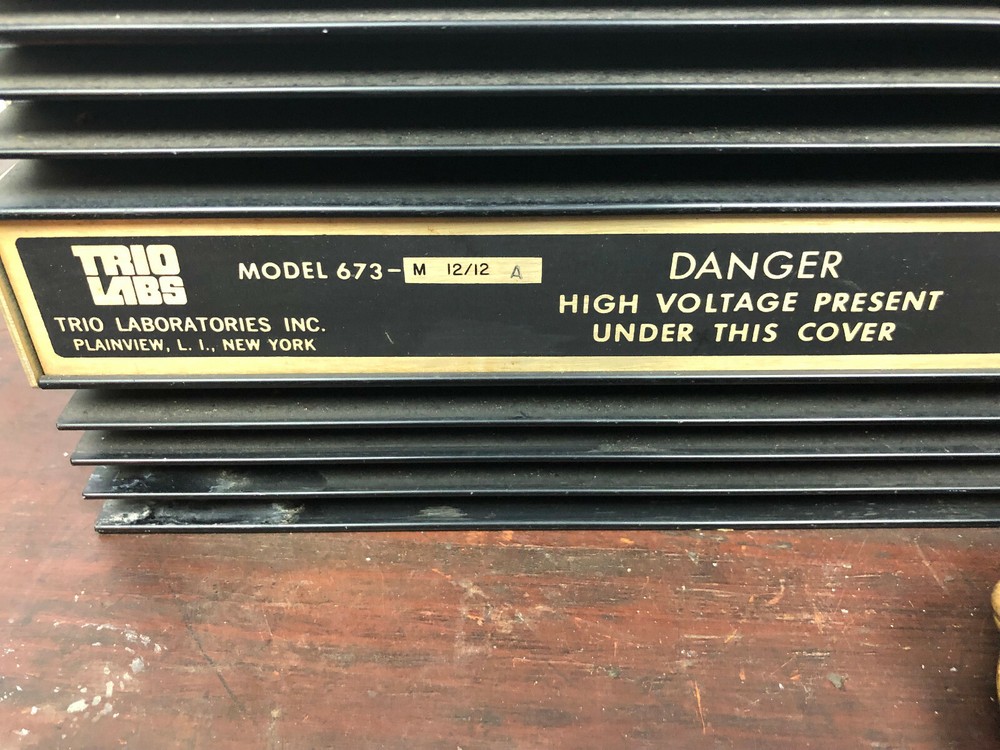 TRIO
LABS
TRIO LABORATORIES INC.
PLAINVIEW, L. I., NEW YORK
MODEL 673-M 12/12 A
DANGER
HIGH VOLTAGE PRESENT
UNDER THIS COVER